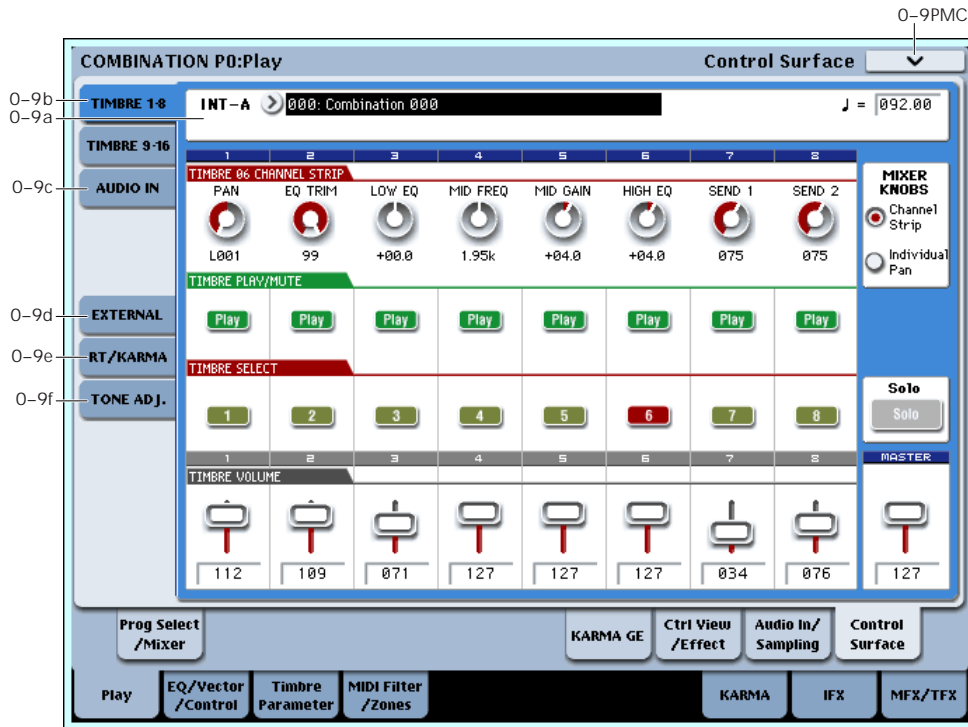 0–9PMC
COMBINATION P0:Play Control Surface
0–9b TIMBRE 1-8
0–9a INT-A 000: Combination 000 ♩ = 092.00
TIMBRE 9-16
0–9c AUDIO IN
1 2 3 4 5 6 7 8
TIMBRE 06 CHANNEL STRIP
PAN EQ TRIM LOW EQ MID FREQ MID GAIN HIGH EQ SEND 1 SEND 2
L001 99 +00.0 1.95k +04.0 +04.0 075 075
MIXER
KNOBS
Channel
Strip
Individual
Pan
TIMBRE PLAY/MUTE
0–9d EXTERNAL
Play Play Play Play Play Play Play Play
0–9e RT/KARMA
TIMBRE SELECT
0–9f TONE ADJ.
1 2 3 4 5 6 7 8
Solo
Solo
1 2 3 4 5 6 7 8 MASTER
TIMBRE VOLUME
112 109 071 127 127 127 034 076 127
Prog Select
/Mixer
KARMA GE
Ctrl View
/Effect
Audio In/
Sampling
Control
Surface
Play
EQ/Vector
/Control
Timbre
Parameter
MIDI Filter
/Zones
KARMA
IFX
MFX/TFX